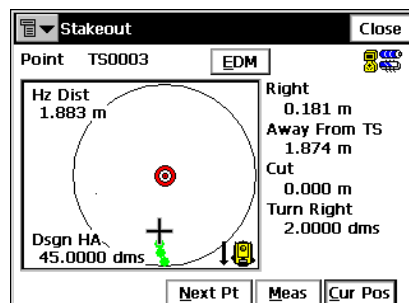 Stakeout
Close
Point TS0003 EDM
Hz Dist
1.883 m
Dsgn HA
45.0000 dms
Right
0.181 m
Away From TS
1.874 m
Cut
0.000 m
Turn Right
2.0000 dms
Next Pt Meas Cur Pos